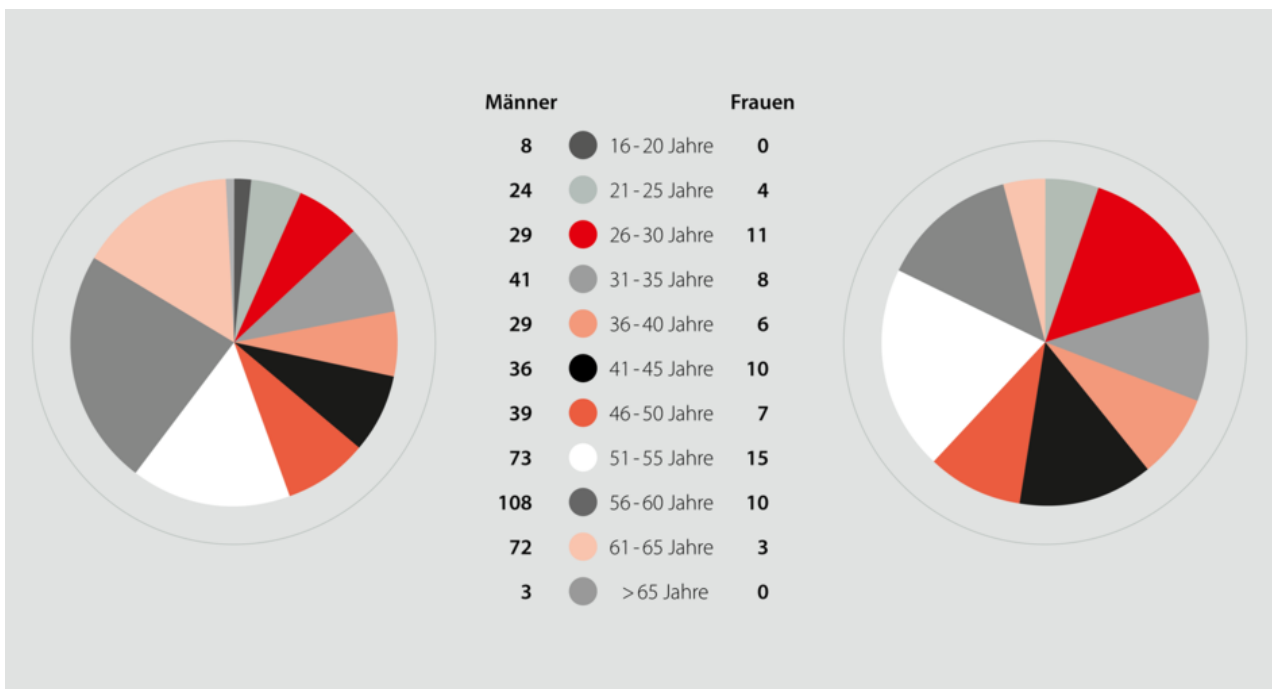 Männer Frauen
8 16-20 Jahre 0
24 21-25 Jahre 4
29 26-30 Jahre 11
41 31-35 Jahre 8
29 36-40 Jahre 6
36 41-45 Jahre 10
39 46-50 Jahre 7
73 51-55 Jahre 15
108 56-60 Jahre 10
72 61-65 Jahre 3
3 >65 Jahre 0